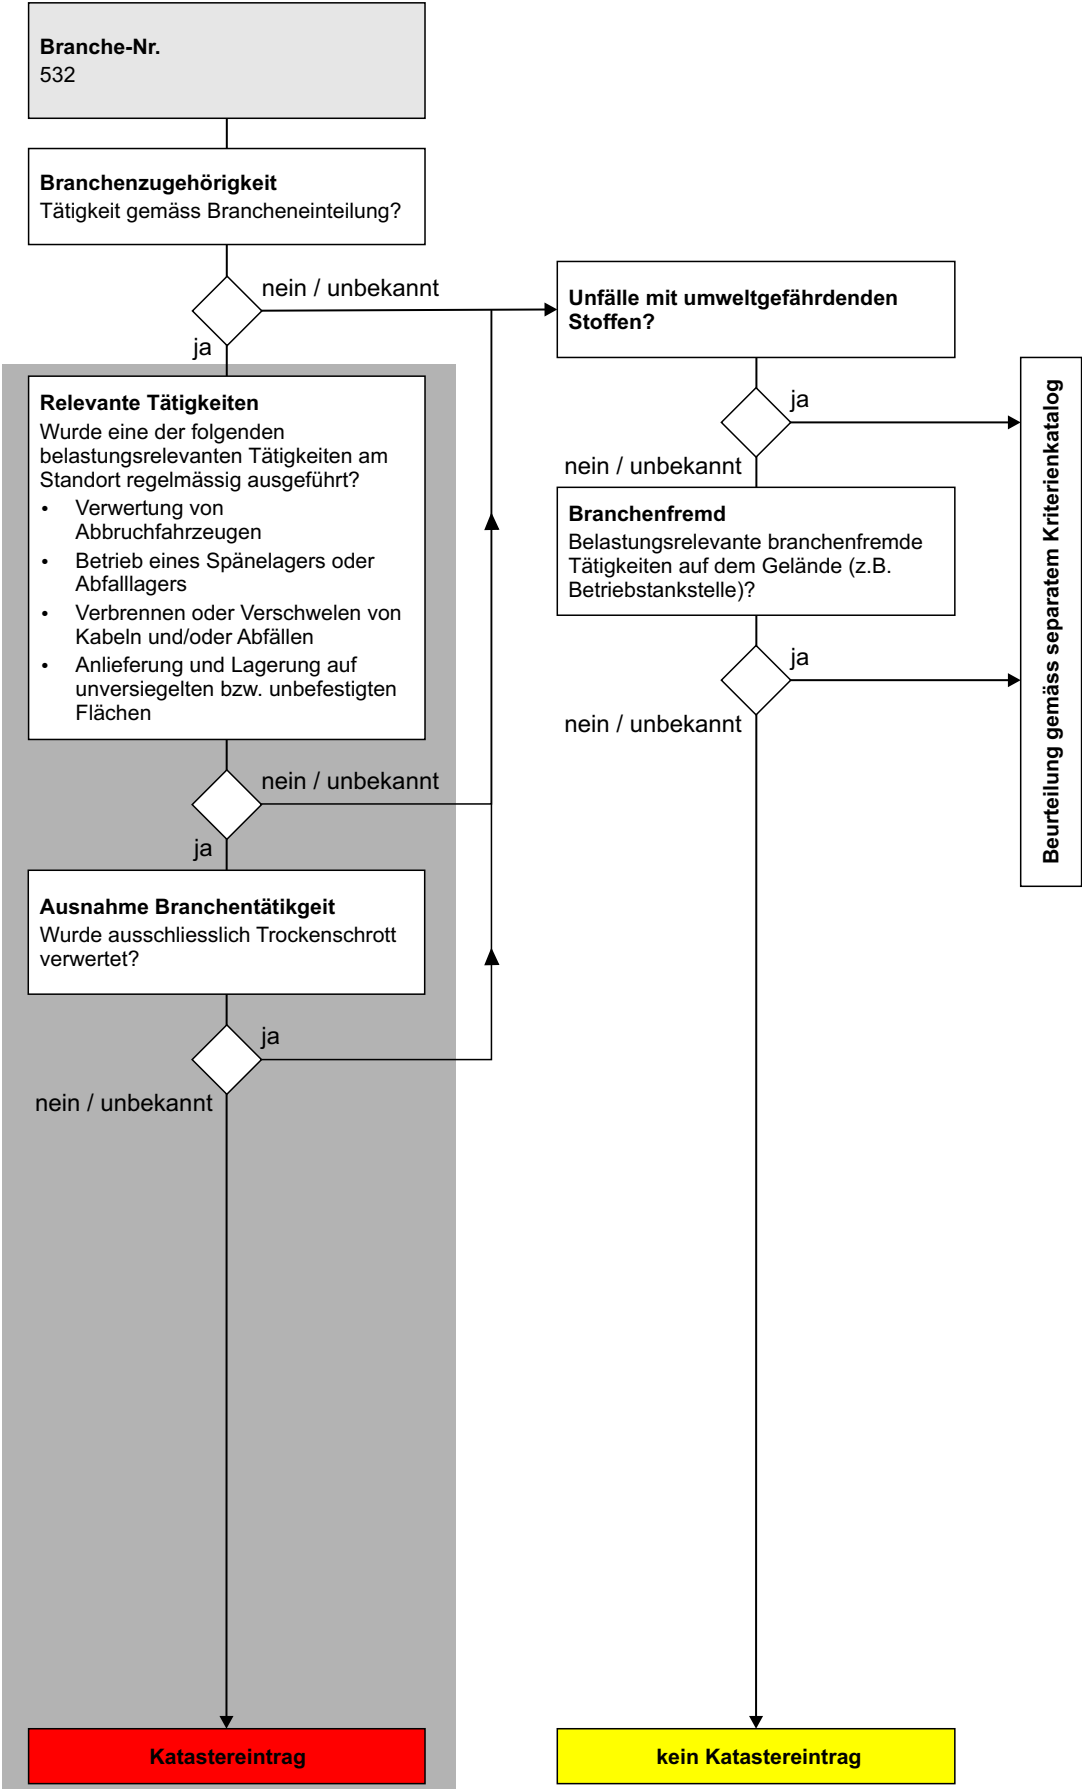 Branche-Nr.
532
Branchenzugehörigkeit
Tätigkeit gemäss Brancheneinteilung?
nein / unbekannt
ja
Relevante Tätigkeiten
Wurde eine der folgenden
belastungsrelevanten Tätigkeiten am
Standort regelmässig ausgeführt?
• Verwertung von
Abbruchfahrzeugen
• Betrieb eines Spänelagers oder
Abfalllagers
• Verbrennen oder Verschwelen von
Kabeln und/oder Abfällen
• Anlieferung und Lagerung auf
unversiegelten bzw. unbefestigten
Flächen
nein / unbekannt
ja
Ausnahme Branchentätikgeit
Wurde ausschliesslich Trockenschrott
verwertet?
ja
nein / unbekannt
Katastereintrag
Unfälle mit umweltgefährdenden
Stoffen?
ja
nein / unbekannt
Branchenfremd
Belastungsrelevante branchenfremde
Tätigkeiten auf dem Gelände (z.B.
Betriebstankstelle)?
ja
nein / unbekannt
kein Katastereintrag
Beurteilung gemäss separatem Kriterienkatalog